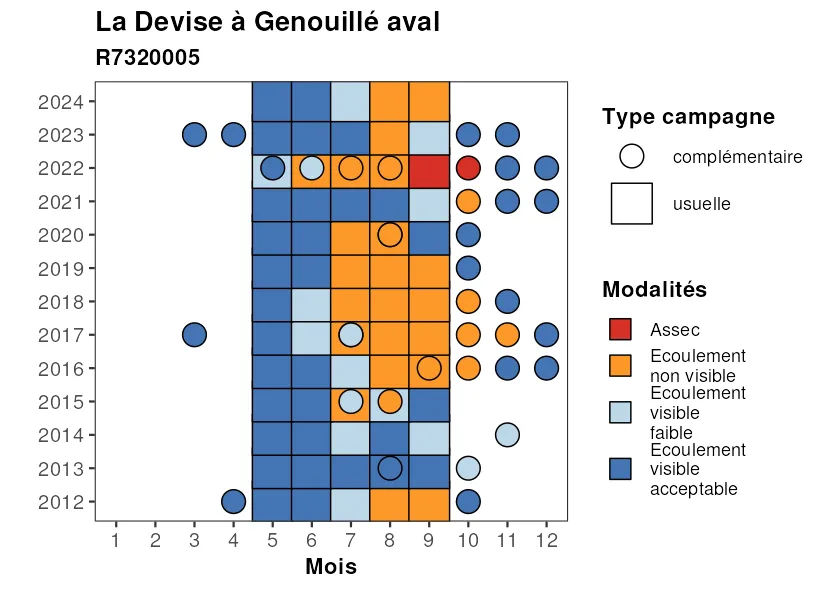 La Devise à Genouillé aval
R7320005
2024
2023
2022
2021
2020
2019
2018
2017
2016
2015
2014
2013
2012
1 2 3 4 5 6 7 8 9 10 11 12
Mois
Type campagne
complémentaire
usuelle
Modalités
Assec
Ecoulement
non visible
Ecoulement
visible
faible
Ecoulement
visible
acceptable